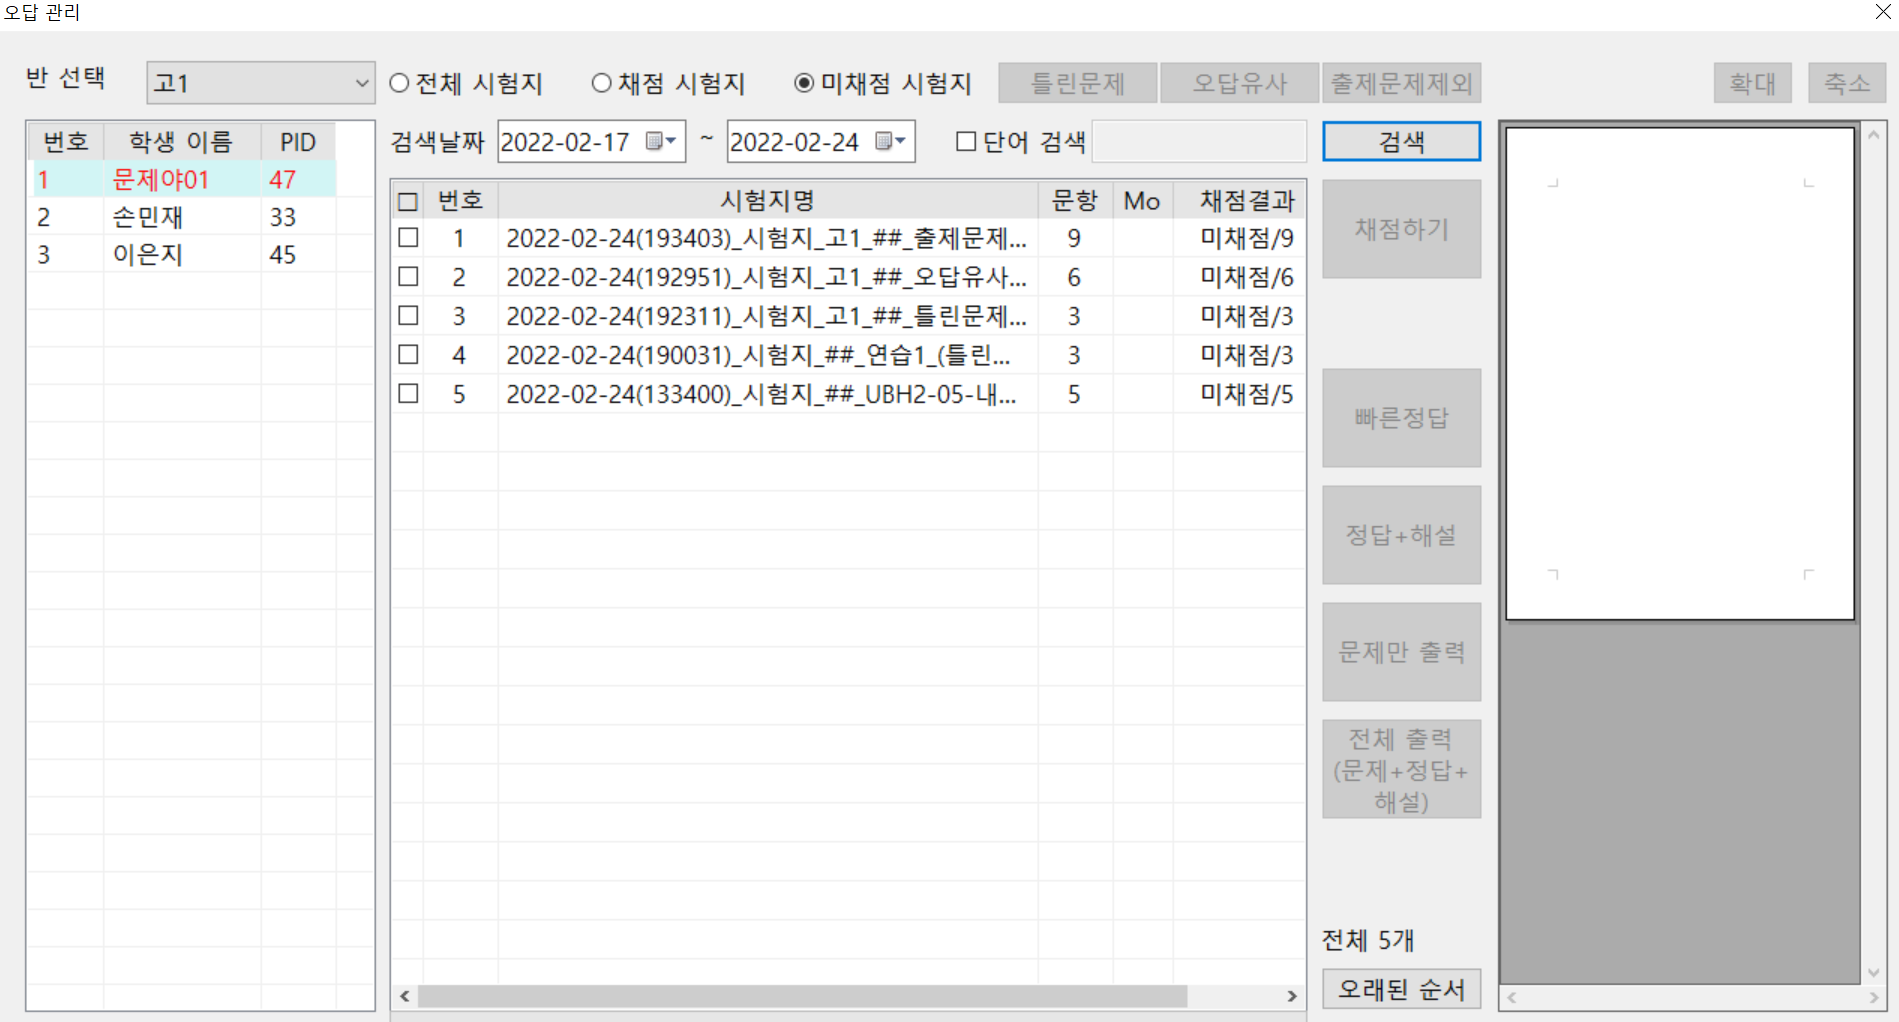 오답 관리
반 선택 고1 전체 시험지 채점 시험지 미채점 시험지 틀린문제 오답유사 출제문제제외 확대 축소
번호 학생 이름 PID
1 문제야01 47
2 손민재 33
3 이은지 45
검색날짜 2022-02-17 ~ 2022-02-24 단어 검색 검색
번호 시험지명 문항 Mo 채점결과
1 2022-02-24(193403)_시험지_고1_##_출제문제... 9 미채점/9
2 2022-02-24(192951)_시험지_고1_##_오답유사... 6 미채점/6
3 2022-02-24(192311)_시험지_고1_##_틀린문제... 3 미채점/3
4 2022-02-24(190031)_시험지_##_연습1_(틀린... 3 미채점/3
5 2022-02-24(133400)_시험지_##_UBH2-05-내... 5 미채점/5
채점하기
빠른정답
정답+해설
문제만 출력
전체 출력
(문제+정답+
해설)
전체 5개
오래된 순서